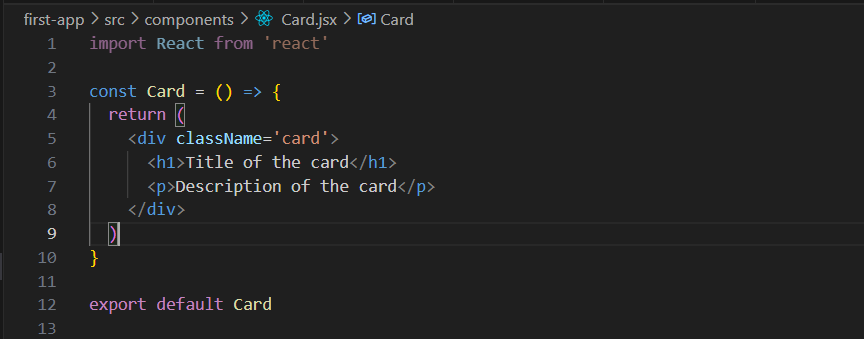 first-app > src > components > Card.jsx > Card
1 import React from 'react'
2
3 const Card = () => {
4   return (
5     <div className='card'>
6       <h1>Title of the card</h1>
7       <p>Description of the card</p>
8     </div>
9   )
10 }
11
12 export default Card
13